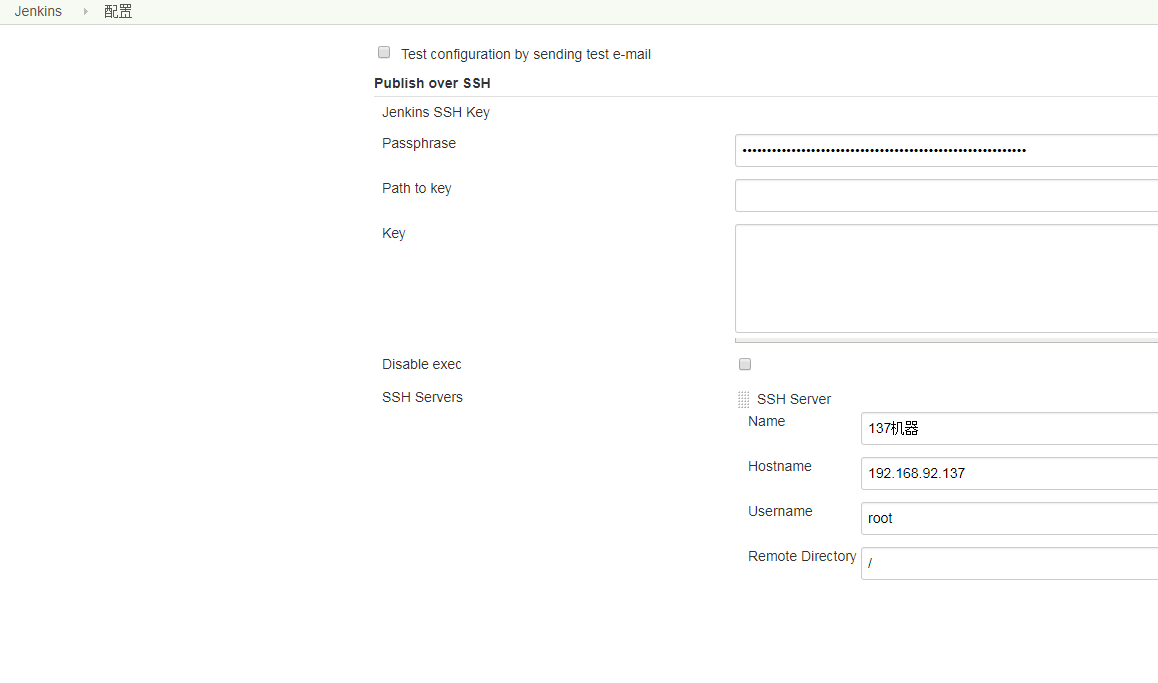 Jenkins 配置
Test configuration by sending test e-mail
Publish over SSH
Jenkins SSH Key
Passphrase ••••••••••••••••••••••••••••••••••••••••••••••••••••••••••
Path to key
Key
Disable exec
SSH Servers
SSH Server
Name 137机器
Hostname 192.168.92.137
Username root
Remote Directory /